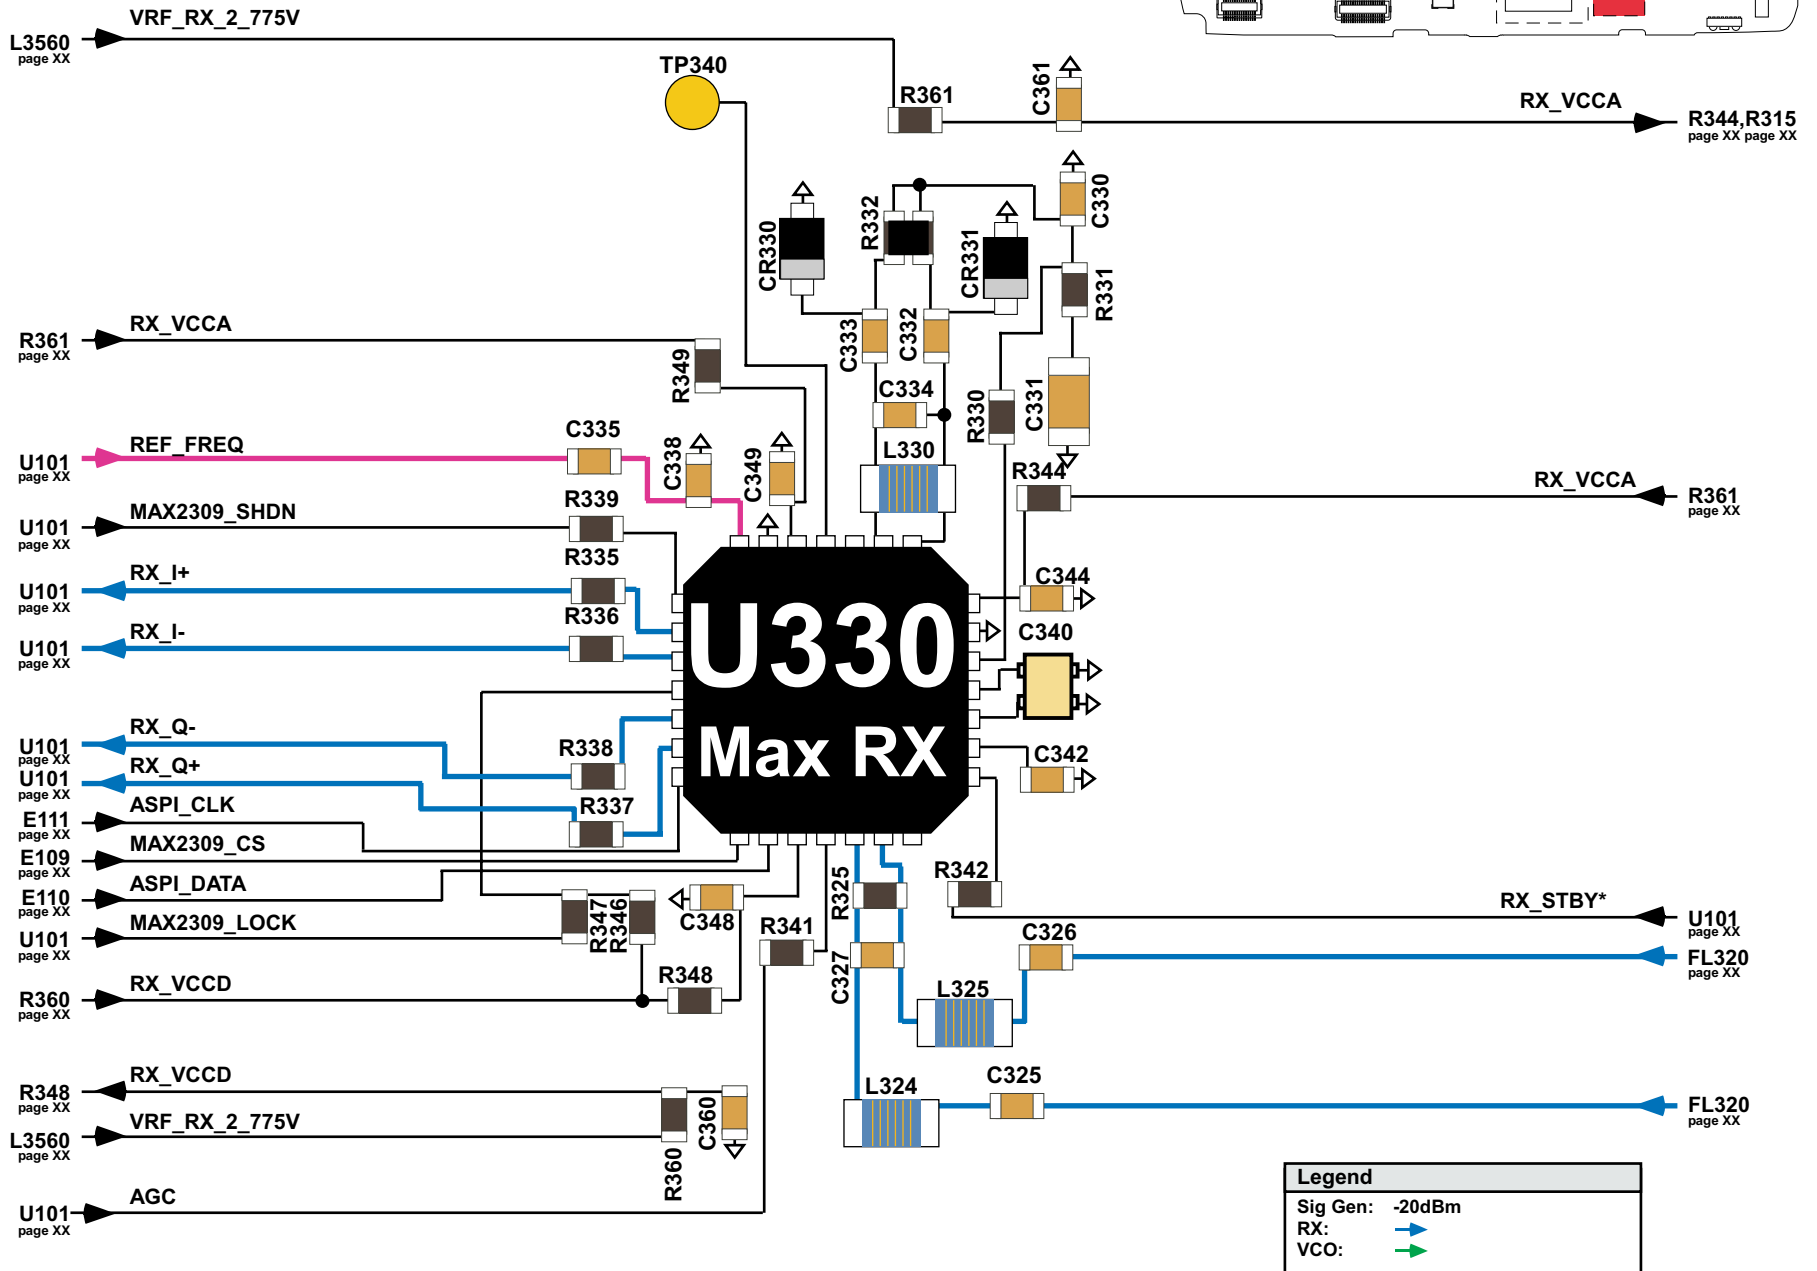 VRF_RX_2_775V
L3560
page XX
TP340
R361
C361
RX_VCCA
R344,R315
page XX page XX
C330
R332
CR330
CR331
R331
RX_VCCA
R361
page XX
R349
C333
C332
C334
R330
C331
L330
REF_FREQ
U101
page XX
C335
C338
C349
R344
RX_VCCA
R361
page XX
MAX2309_SHDN
U101
page XX
R339
RX_I+
U101
page XX
R335
RX_I-
U101
page XX
R336
U330
Max RX
C344
C340
C342
RX_Q-
U101
page XX
R338
RX_Q+
U101
page XX
R337
ASPI_CLK
E111
page XX
MAX2309_CS
E109
page XX
ASPI_DATA
E110
page XX
MAX2309_LOCK
U101
page XX
R347
R346
C348
R341
R325
R342
RX_STBY*
U101
page XX
C326
FL320
page XX
C327
L325
RX_VCCD
R360
page XX
R348
RX_VCCD
R348
page XX
VRF_RX_2_775V
L3560
page XX
R360
C360
L324
C325
FL320
page XX
AGC
U101
page XX
Legend
Sig Gen: -20dBm
RX:
VCO: